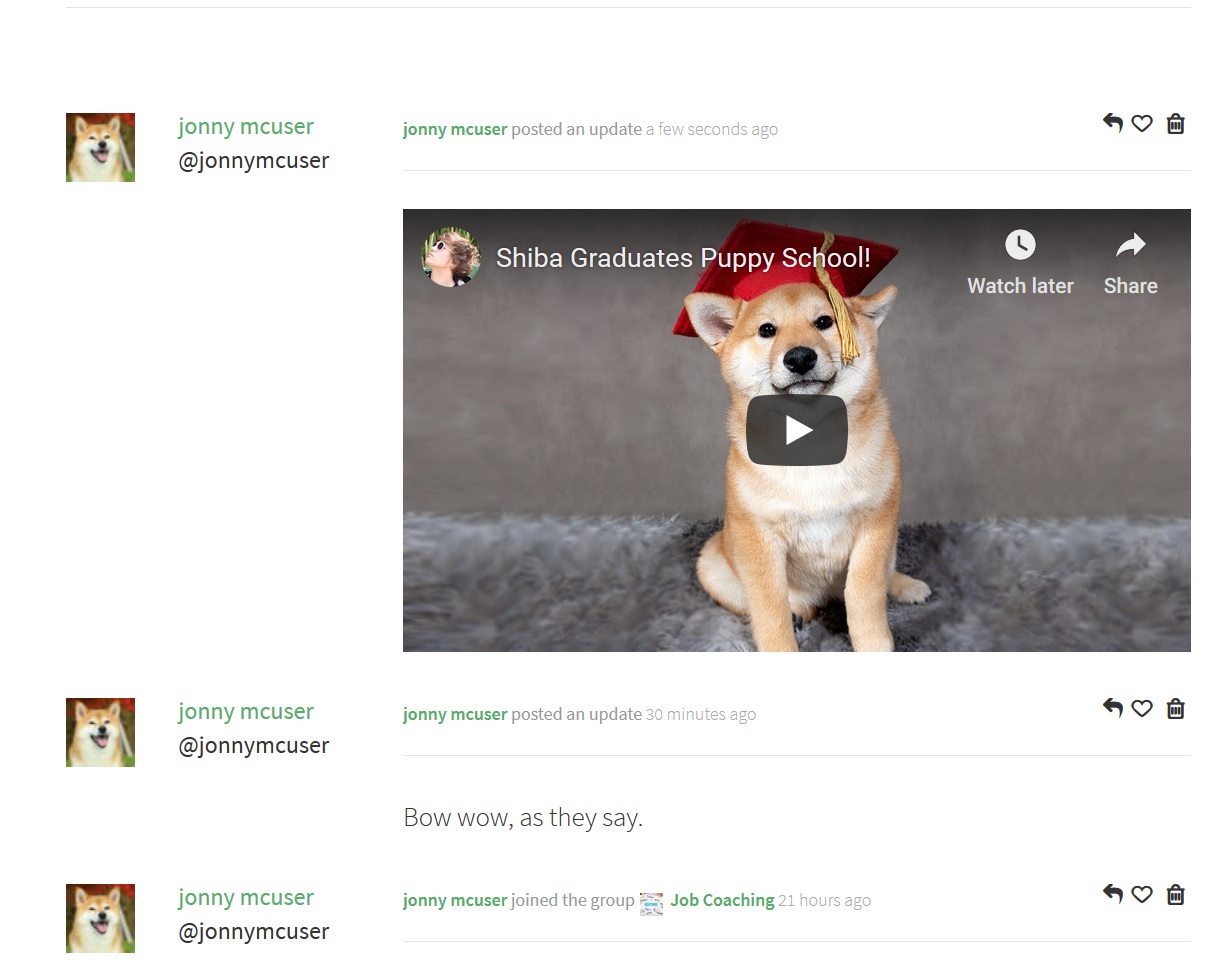 jonny mcuser
@jonnymcuser
jonny mcuser posted an update a few seconds ago
Shiba Graduates Puppy School!
Watch later
Share
jonny mcuser
@jonnymcuser
jonny mcuser posted an update 30 minutes ago
Bow wow, as they say.
jonny mcuser
@jonnymcuser
jonny mcuser joined the group Job Coaching 21 hours ago